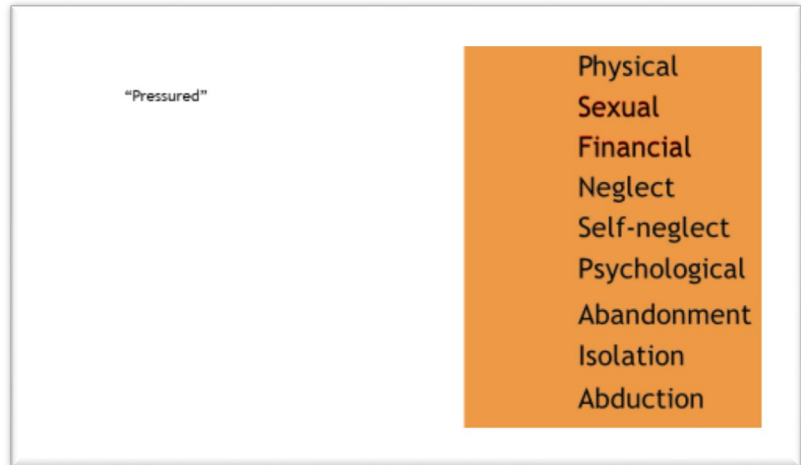 “Pressured”
Physical
Sexual
Financial
Neglect
Self-neglect
Psychological
Abandonment
Isolation
Abduction